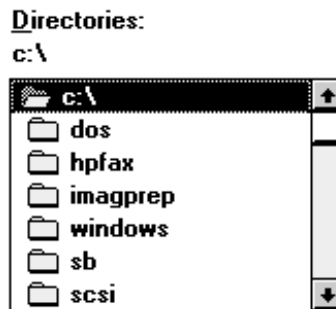 Directories:
c:\
c:\
dos
hpfax
imagprep
windows
sb
scsi